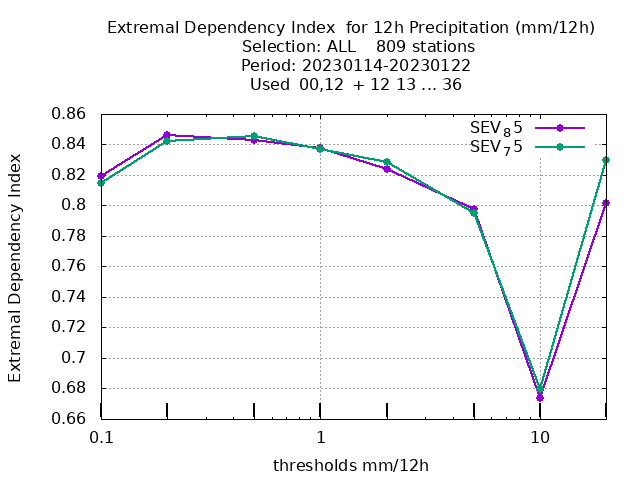 Extremal Dependency Index  for 12h Precipitation (mm/12h)
Selection: ALL    809 stations
Period: 20230114-20230122
Used  00,12  + 12 13 ... 36
SEV₈5
SEV₇5
0.86
0.84
0.82
0.8
0.78
0.76
0.74
0.72
0.7
0.68
0.66
Extremal Dependency Index
0.1
1
10
thresholds mm/12h